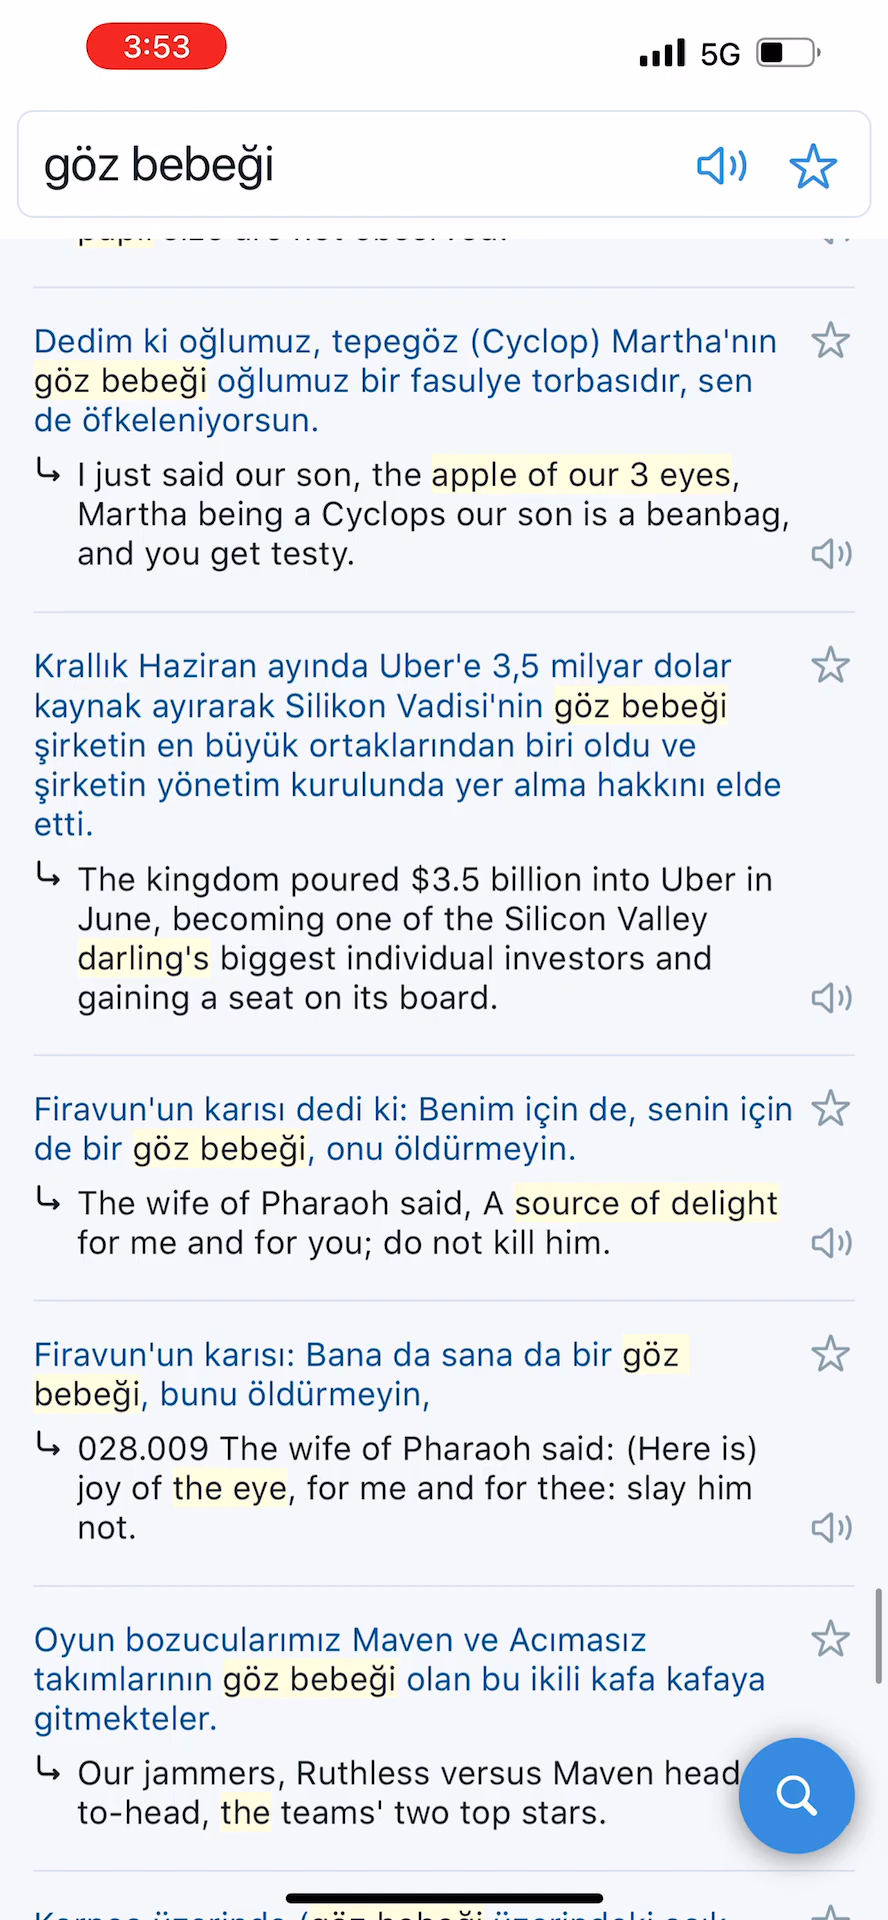 3:53
5G
göz bebeği
Dedim ki oğlumuz, tepegöz (Cyclop) Martha'nın
göz bebeği oğlumuz bir fasulye torbasıdır, sen
de öfkeleniyorsun.
I just said our son, the apple of our 3 eyes,
Martha being a Cyclops our son is a beanbag,
and you get testy.
Krallık Haziran ayında Uber'e 3,5 milyar dolar
kaynak ayırarak Silikon Vadisi'nin göz bebeği
şirketin en büyük ortaklarından biri oldu ve
şirketin yönetim kurulunda yer alma hakkını elde
etti.
The kingdom poured $3.5 billion into Uber in
June, becoming one of the Silicon Valley
darling's biggest individual investors and
gaining a seat on its board.
Firavun'un karısı dedi ki: Benim için de, senin için
de bir göz bebeği, onu öldürmeyin.
The wife of Pharaoh said, A source of delight
for me and for you; do not kill him.
Firavun'un karısı: Bana da sana da bir göz
bebeği, bunu öldürmeyin,
028.009 The wife of Pharaoh said: (Here is)
joy of the eye, for me and for thee: slay him
not.
Oyun bozucularımız Maven ve Acımasız
takımlarının göz bebeği olan bu ikili kafa kafaya
gitmekteler.
Our jammers, Ruthless versus Maven head
to-head, the teams' two top stars.